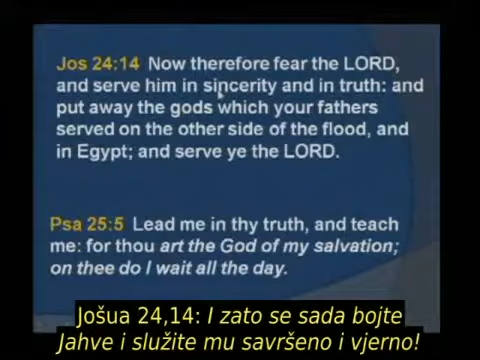 Jos 24:14 Now therefore fear the LORD,
and serve him in sincerity and in truth: and
put away the gods which your fathers
served on the other side of the flood, and
in Egypt; and serve ye the LORD.
Psa 25:5 Lead me in thy truth, and teach
me: for thou art the God of my salvation;
on thee do I wait all the day.
Jošua 24,14: I zato se sada bojte
Jahve i služite mu savršeno i vjerno!